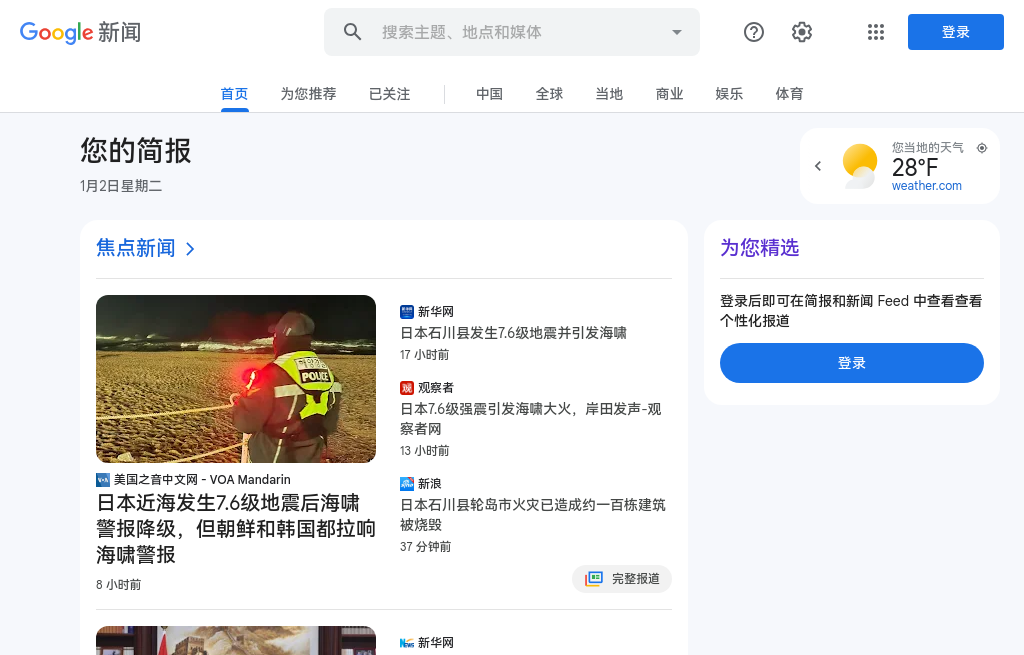 Google 新闻
搜索主题、地点和媒体
登录
首页
为您推荐
已关注
中国
全球
当地
商业
娱乐
体育
您的简报
1月2日星期二
您当地的天气
28°F
weather.com
焦点新闻
POLICE
美国之音中文网 - VOA Mandarin
日本近海发生7.6级地震后海啸
警报降级，但朝鲜和韩国都拉响
海啸警报
8 小时前
新华网
日本石川县发生7.6级地震并引发海啸
17 小时前
观察者
日本7.6级强震引发海啸大火，岸田发声-观
察者网
13 小时前
新浪
日本石川县轮岛市火灾已造成约一百栋建筑
被烧毁
37 分钟前
完整报道
新华网
为您精选
登录后即可在简报和新闻 Feed 中查看查看
个性化报道
登录